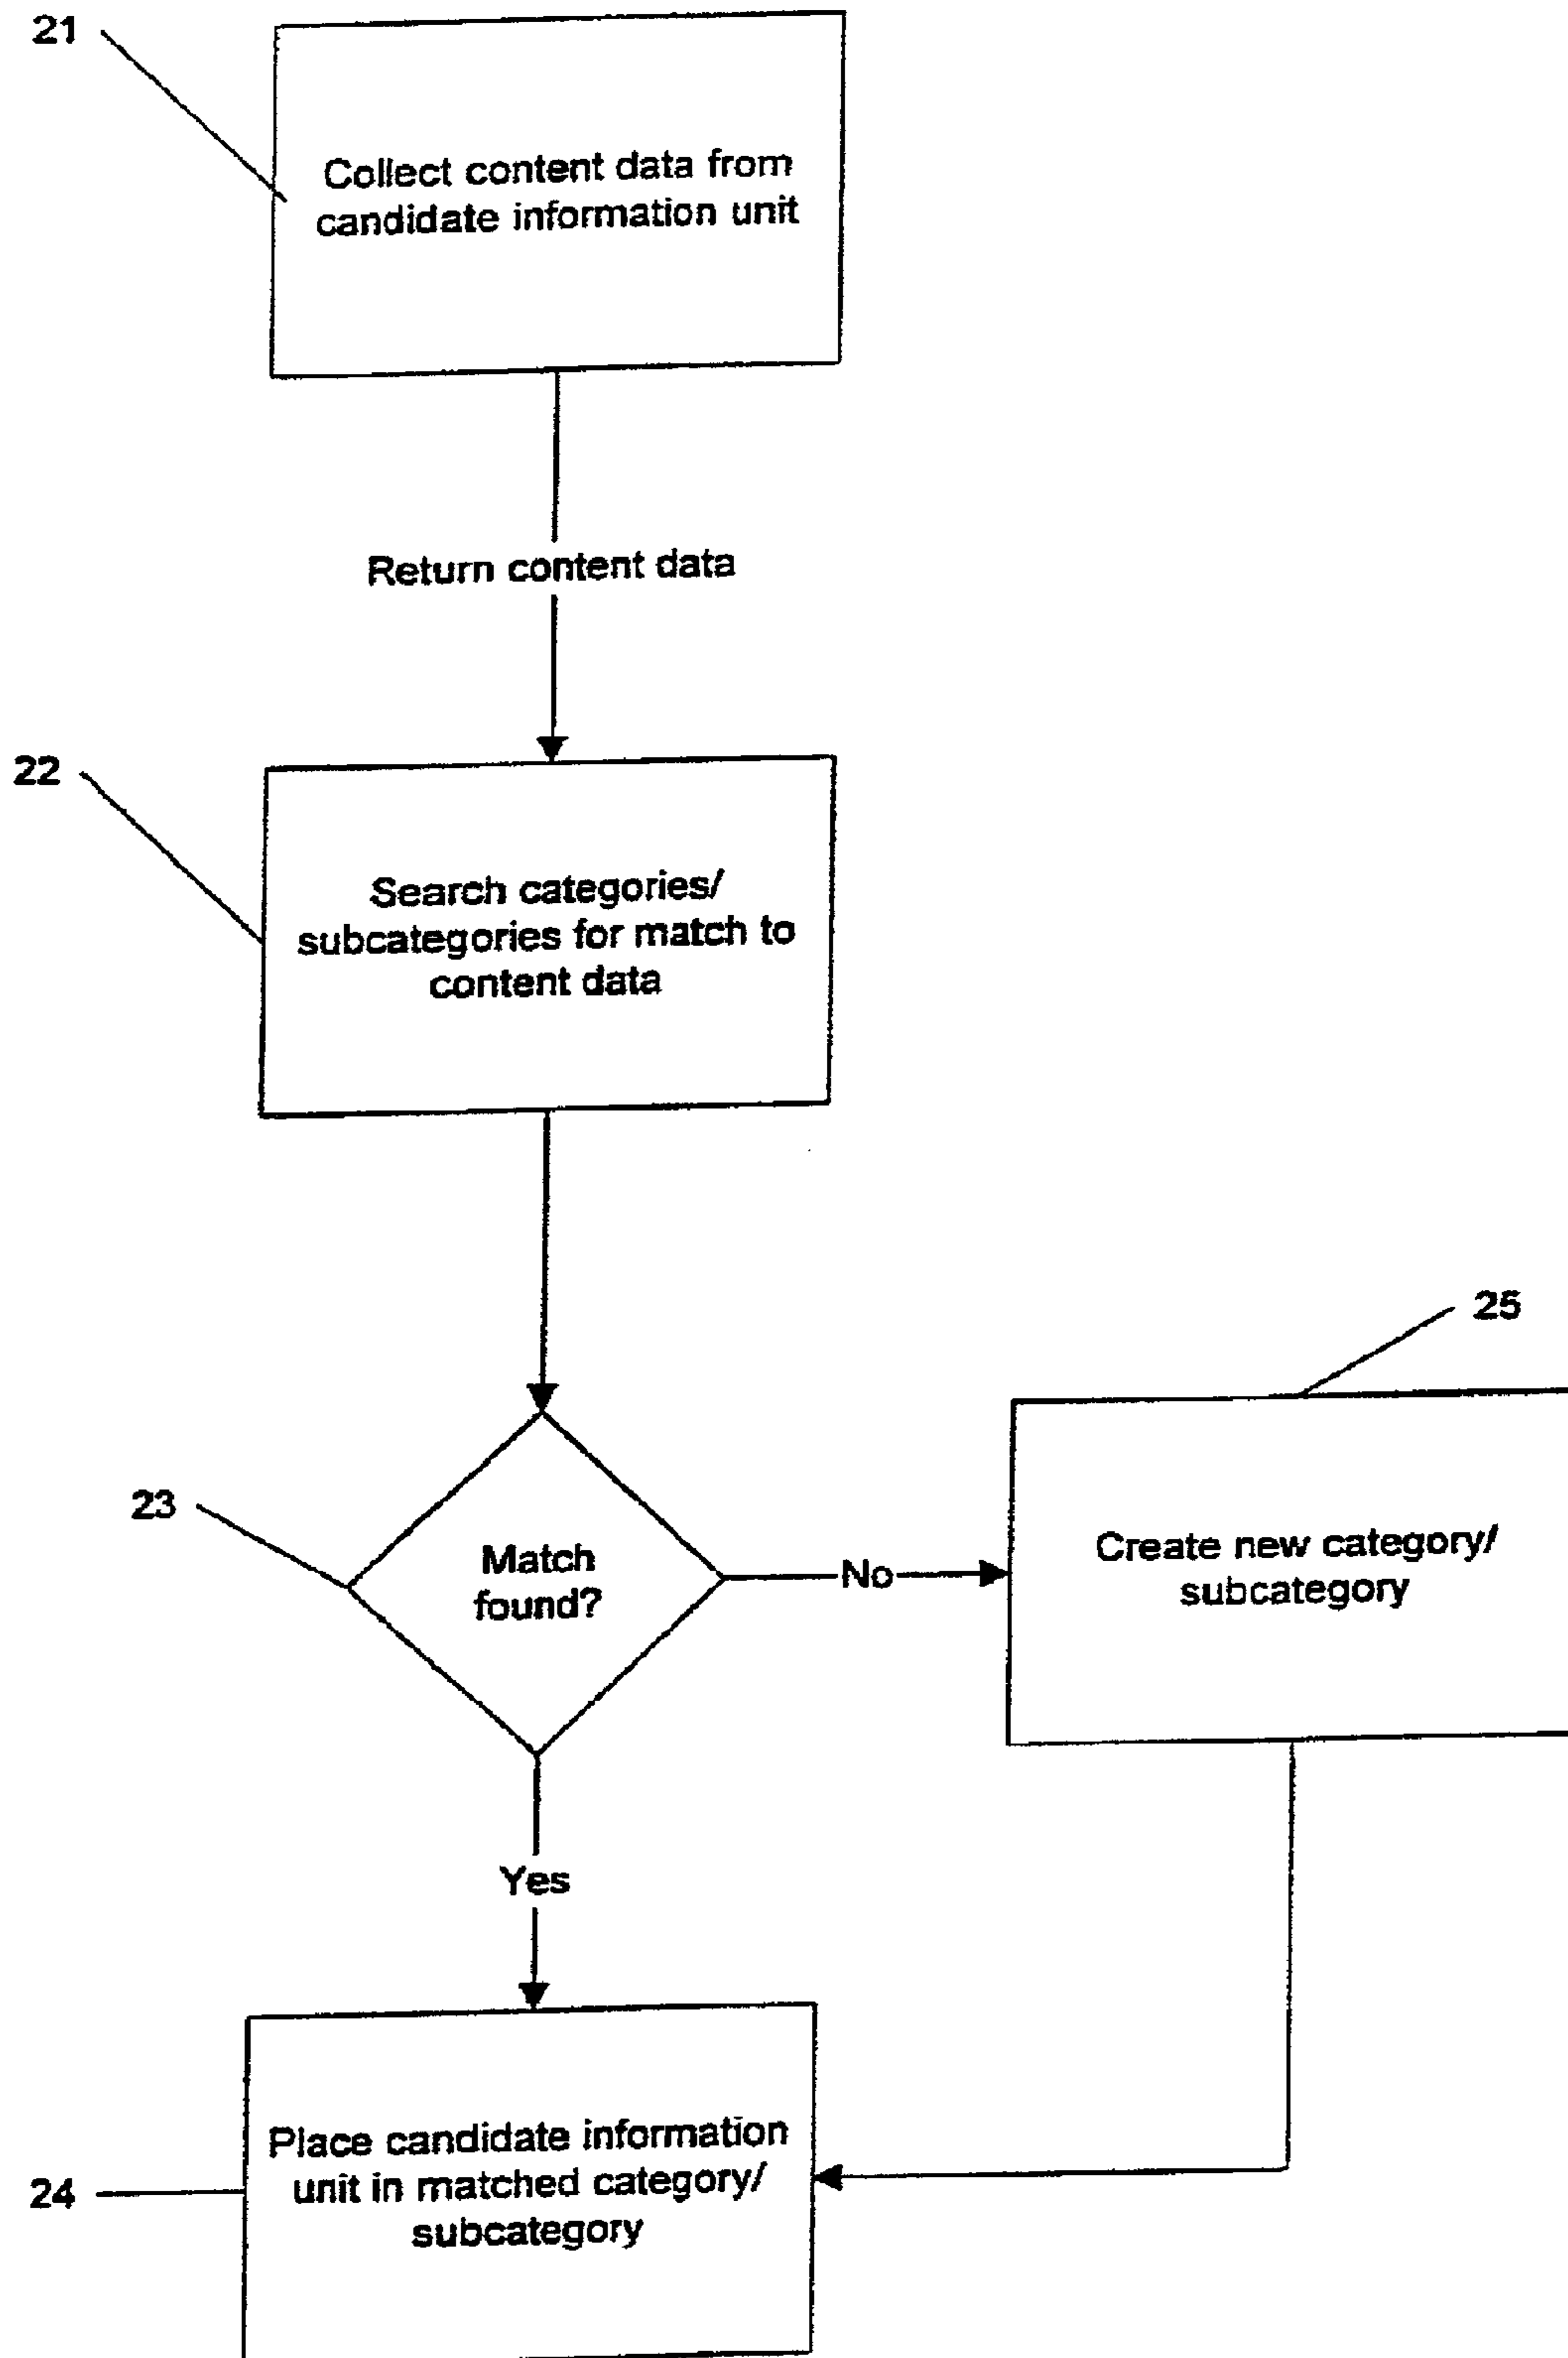 21
Collect content data from
candidate information unit
Return content data
22
Search categories/
subcategories for match to
content data
25
23
Match
found?
No
Create new category/
subcategory
Yes
Place candidate information
unit in matched category/
subcategory
24